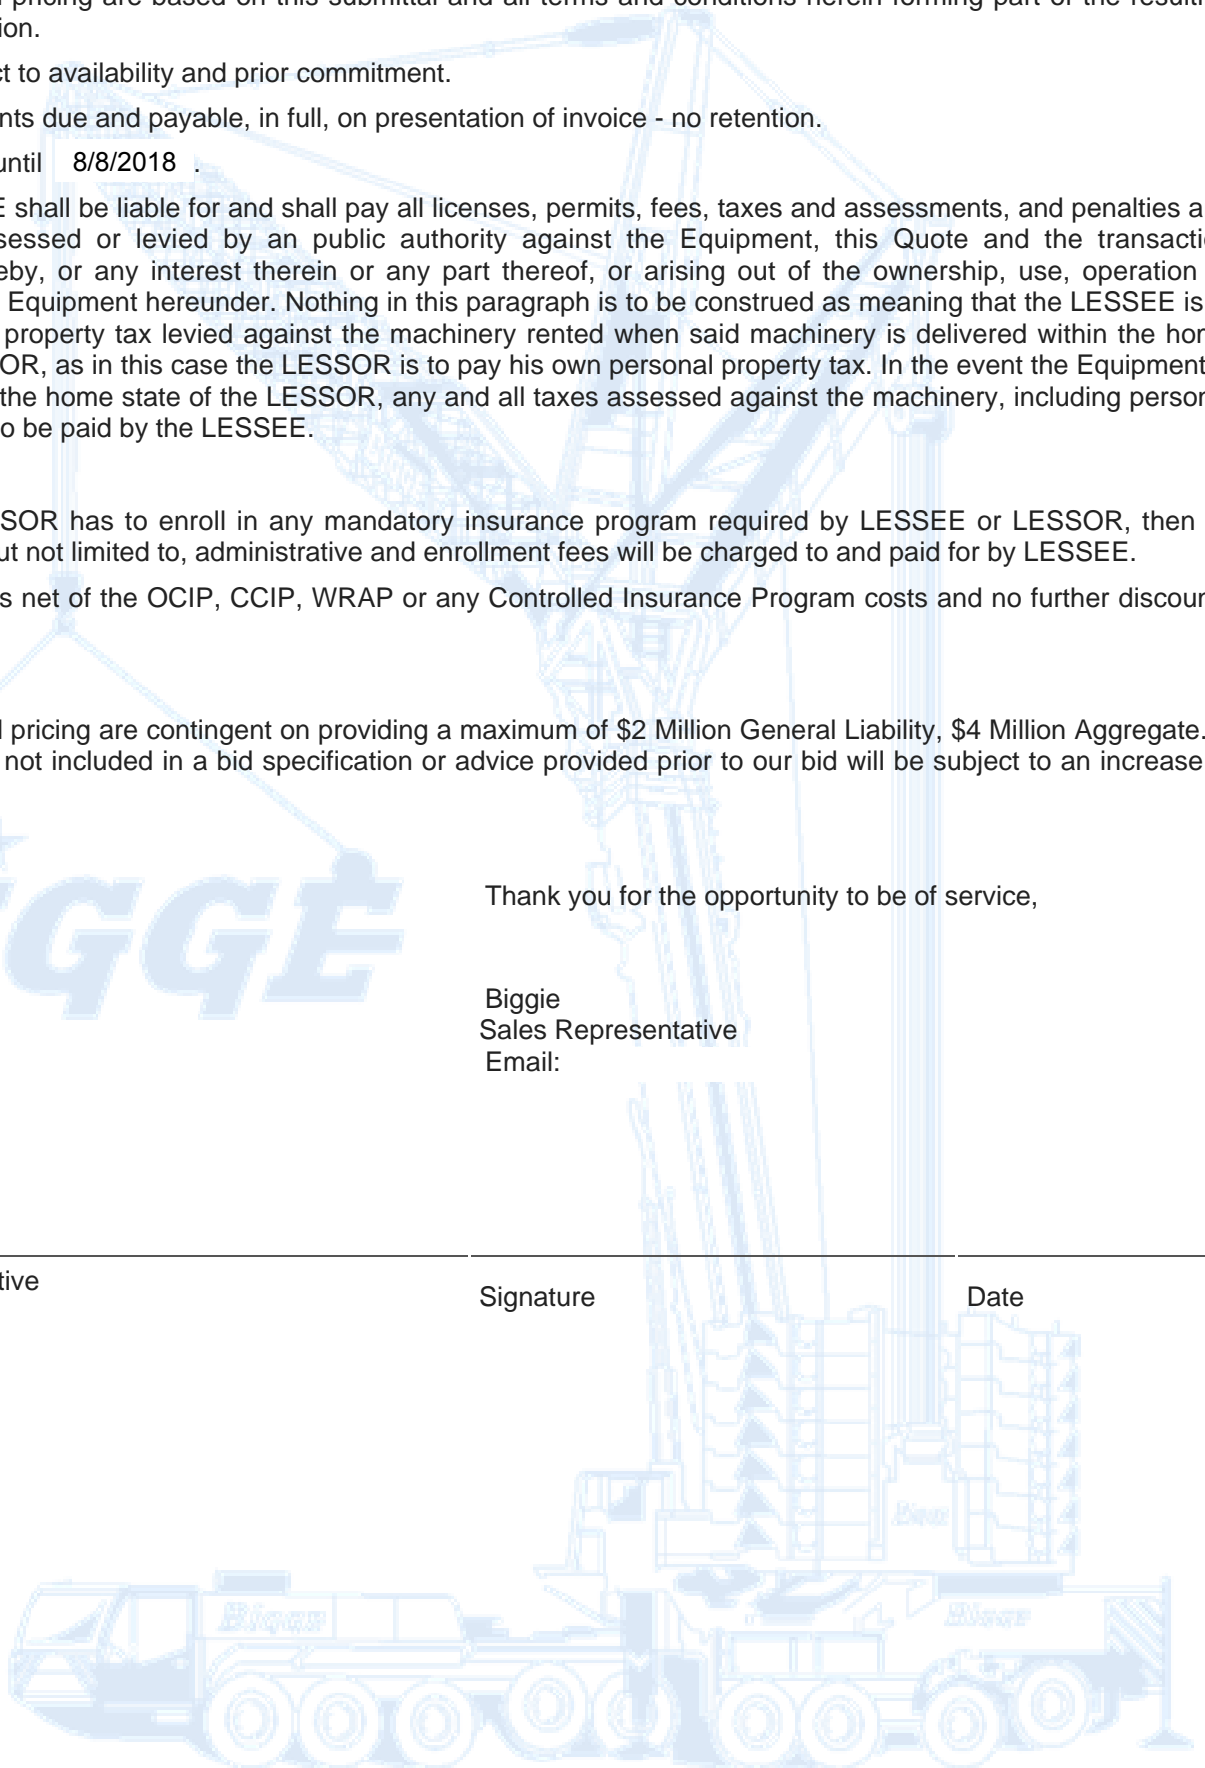 pricing are based on this submittal and all terms and conditions herein forming part of the
ion.
ct to availability and prior commitment.
nts due and payable, in full, on presentation of invoice - no retention.
until 8/8/2018 .
E shall be liable for and shall pay all licenses, permits, fees, taxes and assessments, and penalties a
sessed or levied by an public authority against the Equipment, this Quote and the transacti
eby, or any interest therein or any part thereof, or arising out of the ownership, use, operation
Equipment hereunder. Nothing in this paragraph is to be construed as meaning that the LESSEE is
property tax levied against the machinery rented when said machinery is delivered within the hor
OR, as in this case the LESSOR is to pay his own personal property tax. In the event the Equipment
the home state of the LESSOR, any and all taxes assessed against the machinery, including person
o be paid by the LESSEE.
SOR has to enroll in any mandatory insurance program required by LESSEE or LESSOR, then
ut not limited to, administrative and enrollment fees will be charged to and paid for by LESSEE.
s net of the OCIP, CCIP, WRAP or any Controlled Insurance Program costs and no further discour
d pricing are contingent on providing a maximum of $2 Million General Liability, $4 Million Aggregate.
not included in a bid specification or advice provided prior to our bid will be subject to an increase
IGGE
Thank you for the opportunity to be of service,
Biggie
Sales Representative
Email:
tive
Signature
Date
Bigge
Bigge
Bigge